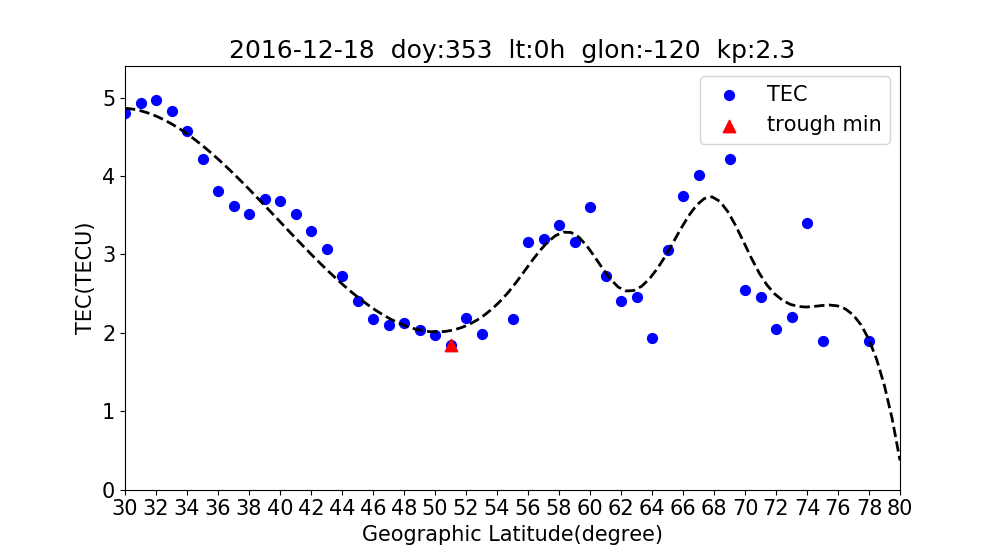 2016-12-18 doy:353 lt:0h glon:-120 kp:2.3
TEC
trough min
5
4
3
2
1
0
TEC(TECU)
30 32 34 36 38 40 42 44 46 48 50 52 54 56 58 60 62 64 66 68 70 72 74 76 78 80
Geographic Latitude(degree)